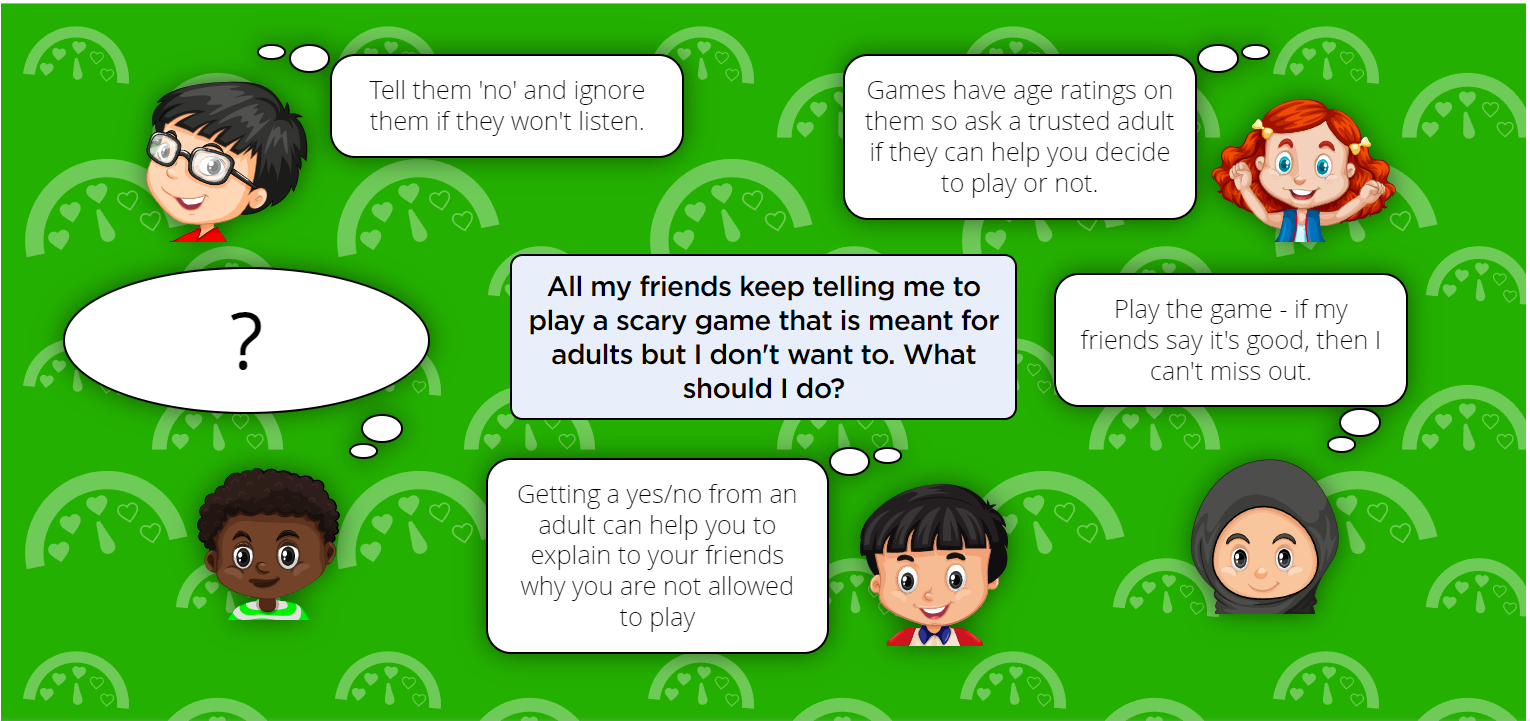 Tell them 'no' and ignore
them if they won't listen.
Games have age ratings on
them so ask a trusted adult
if they can help you decide
to play or not.
?
All my friends keep telling me to
play a scary game that is meant for
adults but I don't want to. What
should I do?
Play the game - if my
friends say it's good, then I
can't miss out.
Getting a yes/no from an
adult can help you to
explain to your friends
why you are not allowed
to play